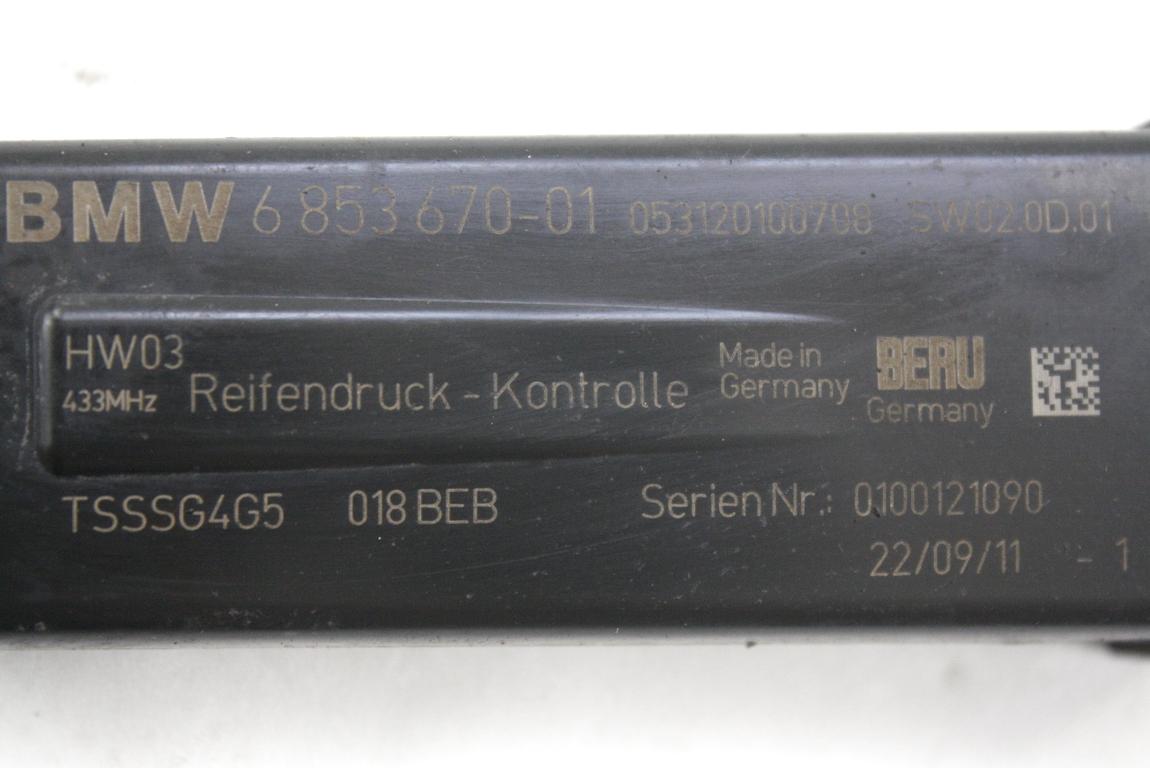 BMW 6 853 670-01 053120100708 SW02.0D.01
HW03
433MHz Reifendruck - Kontrolle
Made in
Germany
BERU
Germany
TSSSG4G5 018 BEB Serien Nr.: 0100121090
22/09/11 - 1